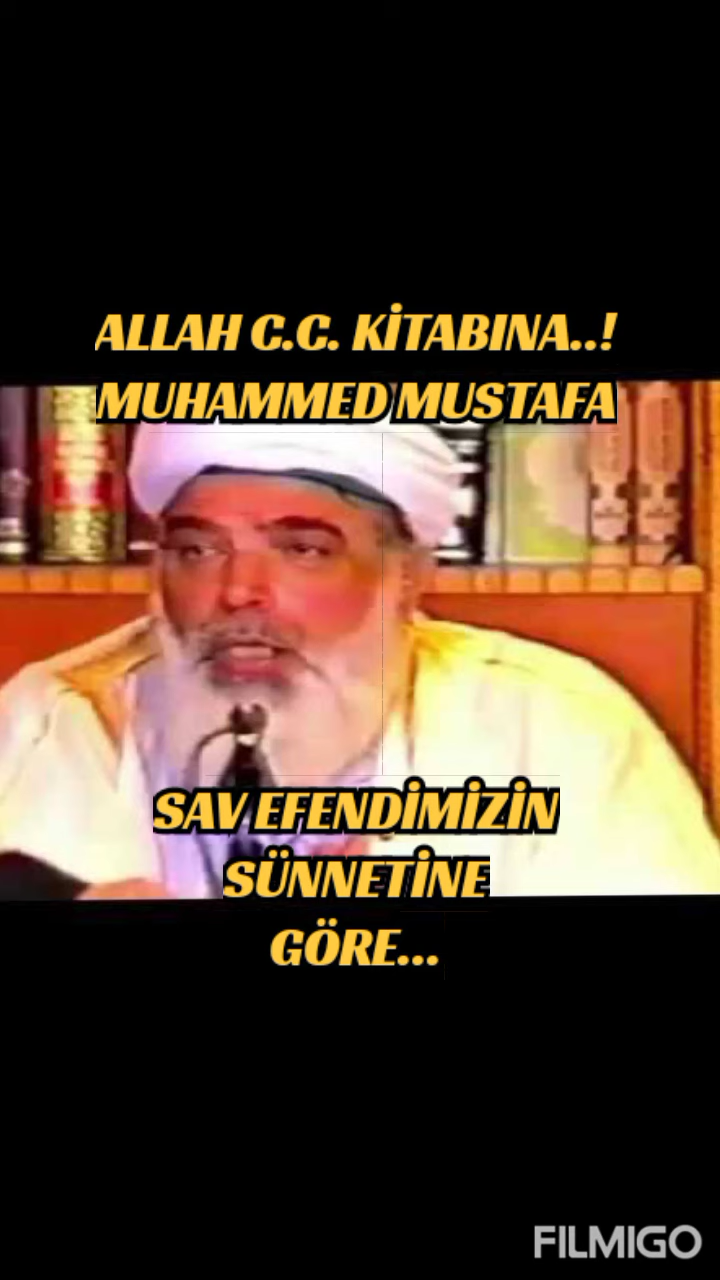 ALLAH C.C. KİTABINA..!
MUHAMMED MUSTAFA
SAV EFENDİMİZİN
SÜNNETİNE
GÖRE...
FILMIGO